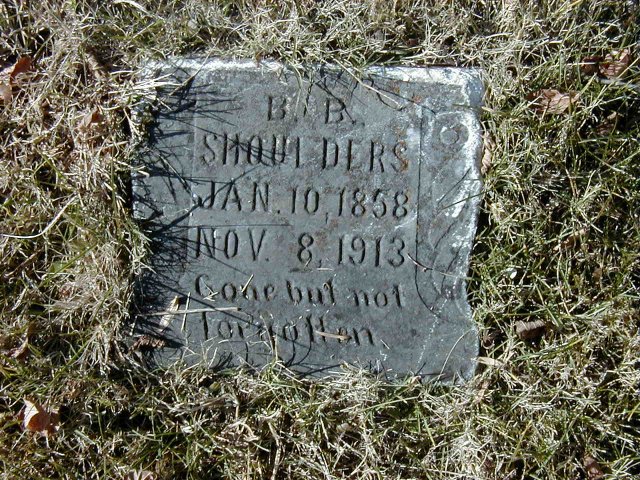 B. B.
SHOULDERS
JAN. 10, 1858
NOV. 8, 1913
Gone but not
forgotten